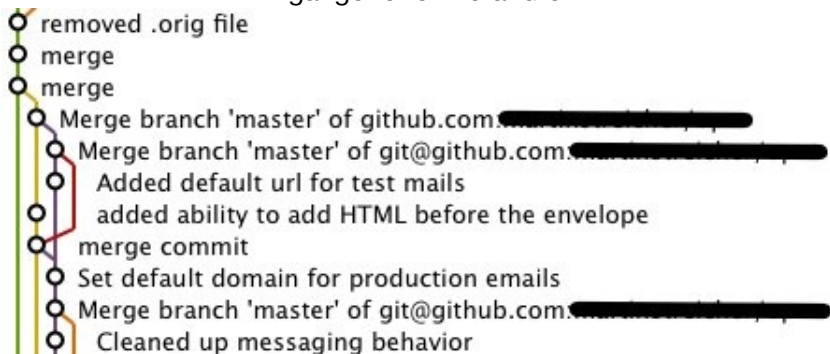 removed .orig file
merge
merge
Merge branch 'master' of github.com:
Merge branch 'master' of git@github.com:
Added default url for test mails
added ability to add HTML before the envelope
merge commit
Set default domain for production emails
Merge branch 'master' of git@github.com:
Cleaned up messaging behavior